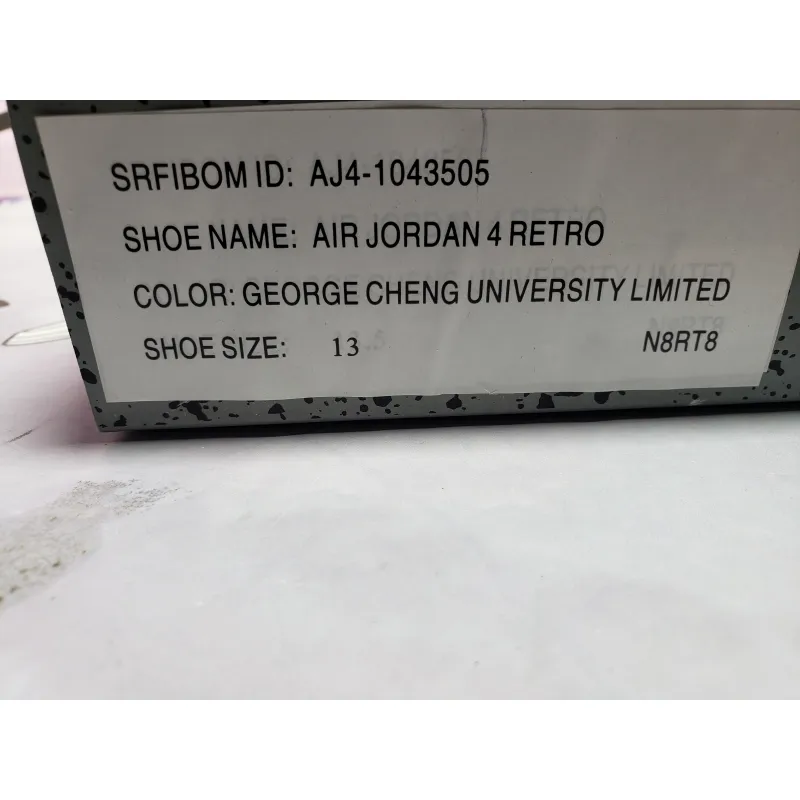 SRFIBOM ID: AJ4-1043505
SHOE NAME: AIR JORDAN 4 RETRO
COLOR: GEORGE CHENG UNIVERSITY LIMITED
SHOE SIZE: 13 N8RT8